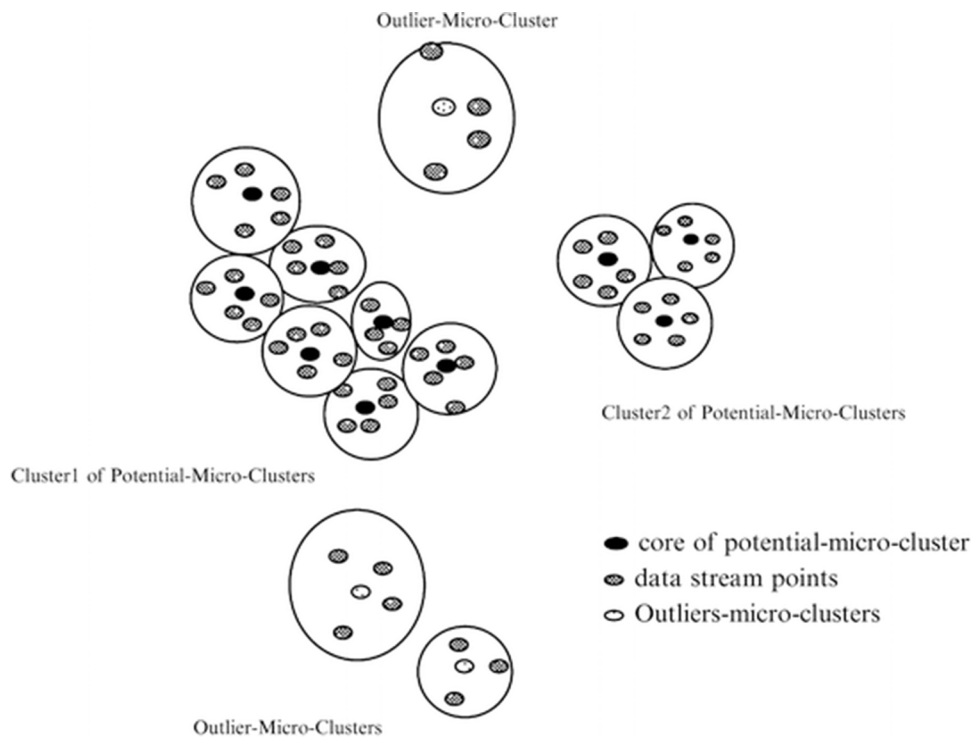 Outlier-Micro-Cluster
Cluster2 of Potential-Micro-Clusters
Cluster1 of Potential-Micro-Clusters
core of potential-micro-cluster
data stream points
Outliers-micro-clusters
Outlier-Micro-Clusters